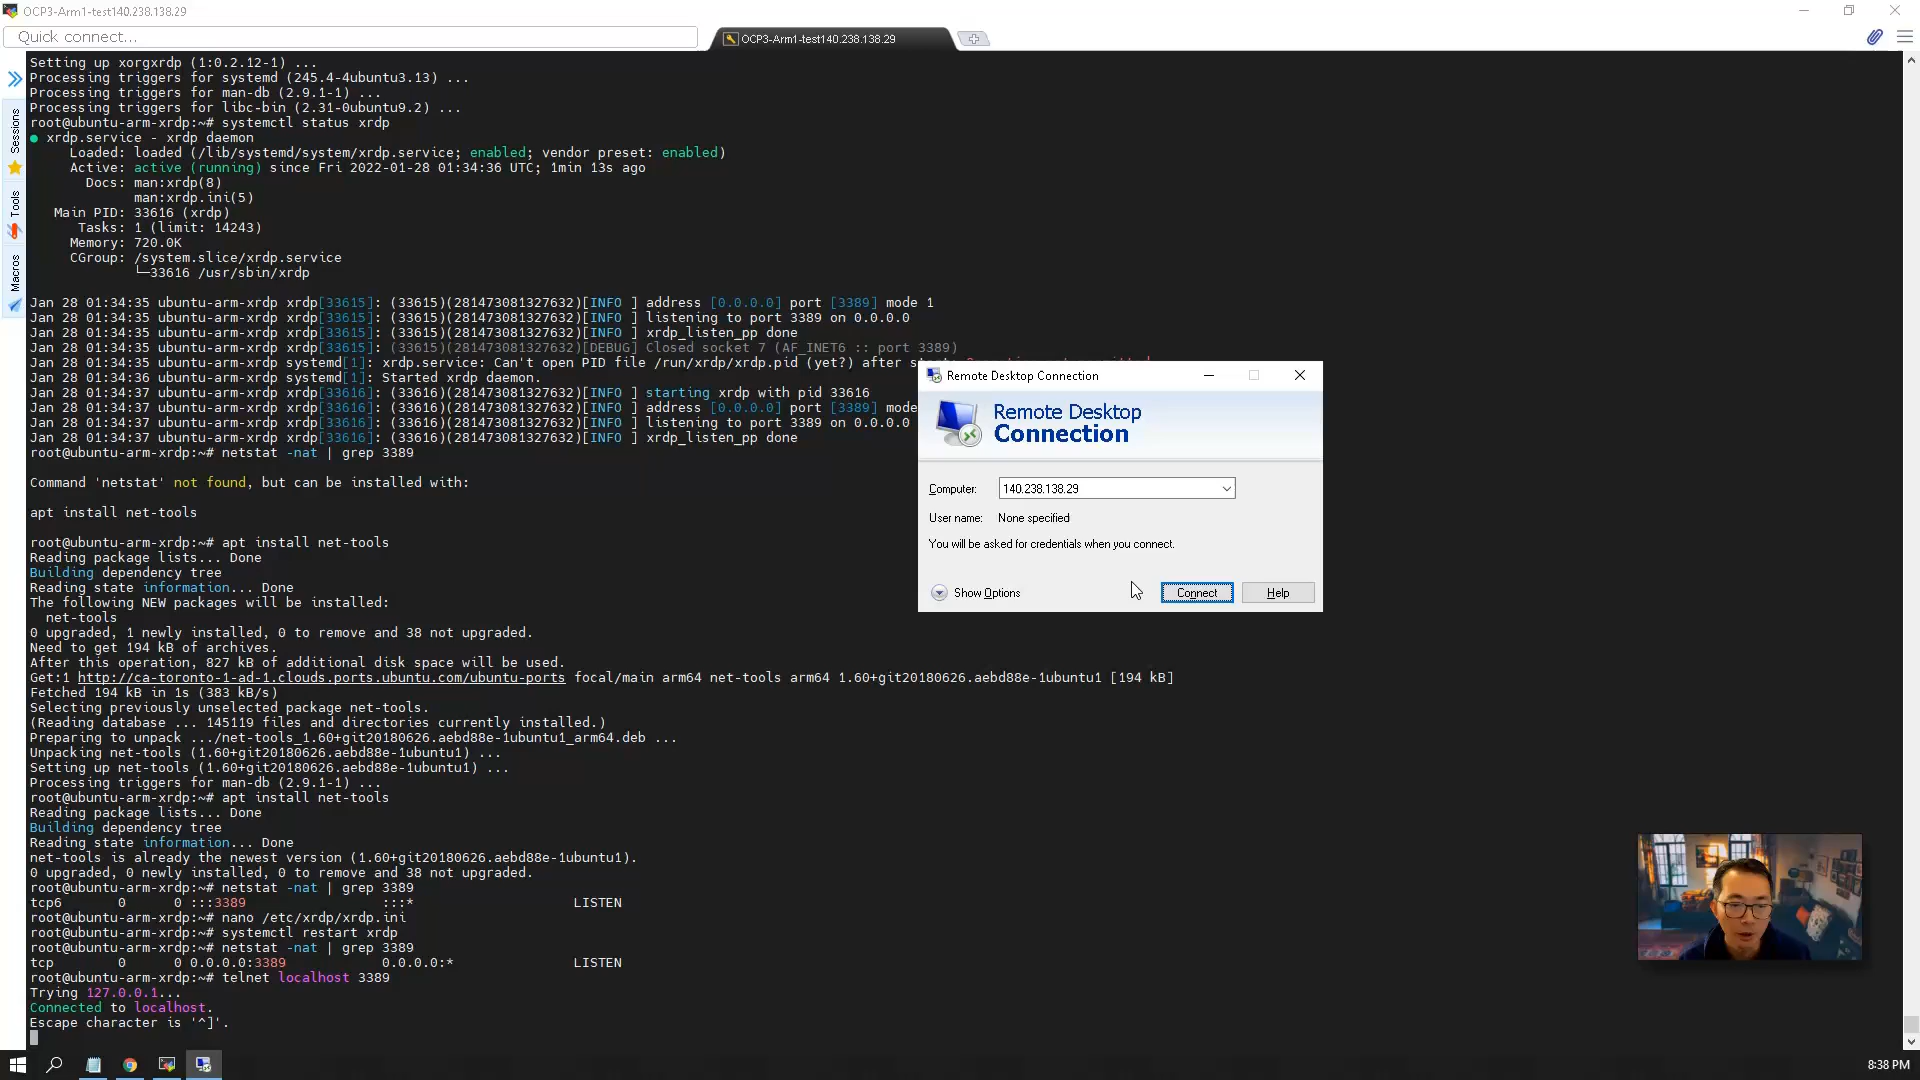 OCP3-Arm1-test140.238.138.29
Quick connect...
OCP3-Arm1-test140.238.138.29
Sessions
Tools
Macros
Setting up xorgxrdp (1:0.2.12-1) ...
Processing triggers for systemd (245.4-4ubuntu3.13) ...
Processing triggers for man-db (2.9.1-1) ...
Processing triggers for libc-bin (2.31-0ubuntu9.2) ...
root@ubuntu-arm-xrdp:~# systemctl status xrdp
● xrdp.service - xrdp daemon
Loaded: loaded (/lib/systemd/system/xrdp.service; enabled; vendor preset: enabled)
Active: active (running) since Fri 2022-01-28 01:34:36 UTC; 1min 13s ago
Docs: man:xrdp(8)
man:xrdp.ini(5)
Main PID: 33616 (xrdp)
Tasks: 1 (limit: 14243)
Memory: 720.0K
CGroup: /system.slice/xrdp.service
└─33616 /usr/sbin/xrdp
Jan 28 01:34:35 ubuntu-arm-xrdp xrdp[33615]: (33615)(281473081327632)[INFO ] address [0.0.0.0] port [3389] mode 1
Jan 28 01:34:35 ubuntu-arm-xrdp xrdp[33615]: (33615)(281473081327632)[INFO ] listening to port 3389 on 0.0.0.0
Jan 28 01:34:35 ubuntu-arm-xrdp xrdp[33615]: (33615)(281473081327632)[INFO ] xrdp_listen_pp done
Jan 28 01:34:35 ubuntu-arm-xrdp xrdp[33615]: (33615)(281473081327632)[DEBUG] Closed socket 7 (AF_INET6 :: port 3389)
Jan 28 01:34:35 ubuntu-arm-xrdp systemd[1]: xrdp.service: Can't open PID file /run/xrdp/xrdp.pid (yet?) after
Jan 28 01:34:36 ubuntu-arm-xrdp systemd[1]: Started xrdp daemon.
Jan 28 01:34:37 ubuntu-arm-xrdp xrdp[33616]: (33616)(281473081327632)[INFO ] starting xrdp with pid 33616
Jan 28 01:34:37 ubuntu-arm-xrdp xrdp[33616]: (33616)(281473081327632)[INFO ] address [0.0.0.0] port [3389] mode
Jan 28 01:34:37 ubuntu-arm-xrdp xrdp[33616]: (33616)(281473081327632)[INFO ] listening to port 3389 on 0.0.0.0
Jan 28 01:34:37 ubuntu-arm-xrdp xrdp[33616]: (33616)(281473081327632)[INFO ] xrdp_listen_pp done
root@ubuntu-arm-xrdp:~# netstat -nat | grep 3389
Command 'netstat' not found, but can be installed with:
apt install net-tools
root@ubuntu-arm-xrdp:~# apt install net-tools
Reading package lists... Done
Building dependency tree
Reading state information... Done
The following NEW packages will be installed:
net-tools
0 upgraded, 1 newly installed, 0 to remove and 38 not upgraded.
Need to get 194 kB of archives.
After this operation, 827 kB of additional disk space will be used.
Get:1 http://ca-toronto-1-ad-1.clouds.ports.ubuntu.com/ubuntu-ports focal/main arm64 net-tools arm64 1.60+git20180626.aebd88e-1ubuntu1 [194 kB]
Fetched 194 kB in 1s (383 kB/s)
Selecting previously unselected package net-tools.
(Reading database ... 145119 files and directories currently installed.)
Preparing to unpack .../net-tools_1.60+git20180626.aebd88e-1ubuntu1_arm64.deb ...
Unpacking net-tools (1.60+git20180626.aebd88e-1ubuntu1) ...
Setting up net-tools (1.60+git20180626.aebd88e-1ubuntu1) ...
Processing triggers for man-db (2.9.1-1) ...
root@ubuntu-arm-xrdp:~# apt install net-tools
Reading package lists... Done
Building dependency tree
Reading state information... Done
net-tools is already the newest version (1.60+git20180626.aebd88e-1ubuntu1).
0 upgraded, 0 newly installed, 0 to remove and 38 not upgraded.
root@ubuntu-arm-xrdp:~# netstat -nat | grep 3389
tcp6 0 0 :::3389 :::* LISTEN
root@ubuntu-arm-xrdp:~# nano /etc/xrdp/xrdp.ini
root@ubuntu-arm-xrdp:~# systemctl restart xrdp
root@ubuntu-arm-xrdp:~# netstat -nat | grep 3389
tcp 0 0 0.0.0.0:3389 0.0.0.0:* LISTEN
root@ubuntu-arm-xrdp:~# telnet localhost 3389
Trying 127.0.0.1...
Connected to localhost.
Escape character is '^]'.
Remote Desktop Connection
Remote Desktop
Connection
Computer: 140.238.138.29
User name: None specified
You will be asked for credentials when you connect.
Show Options
Connect
Help
8:38 PM